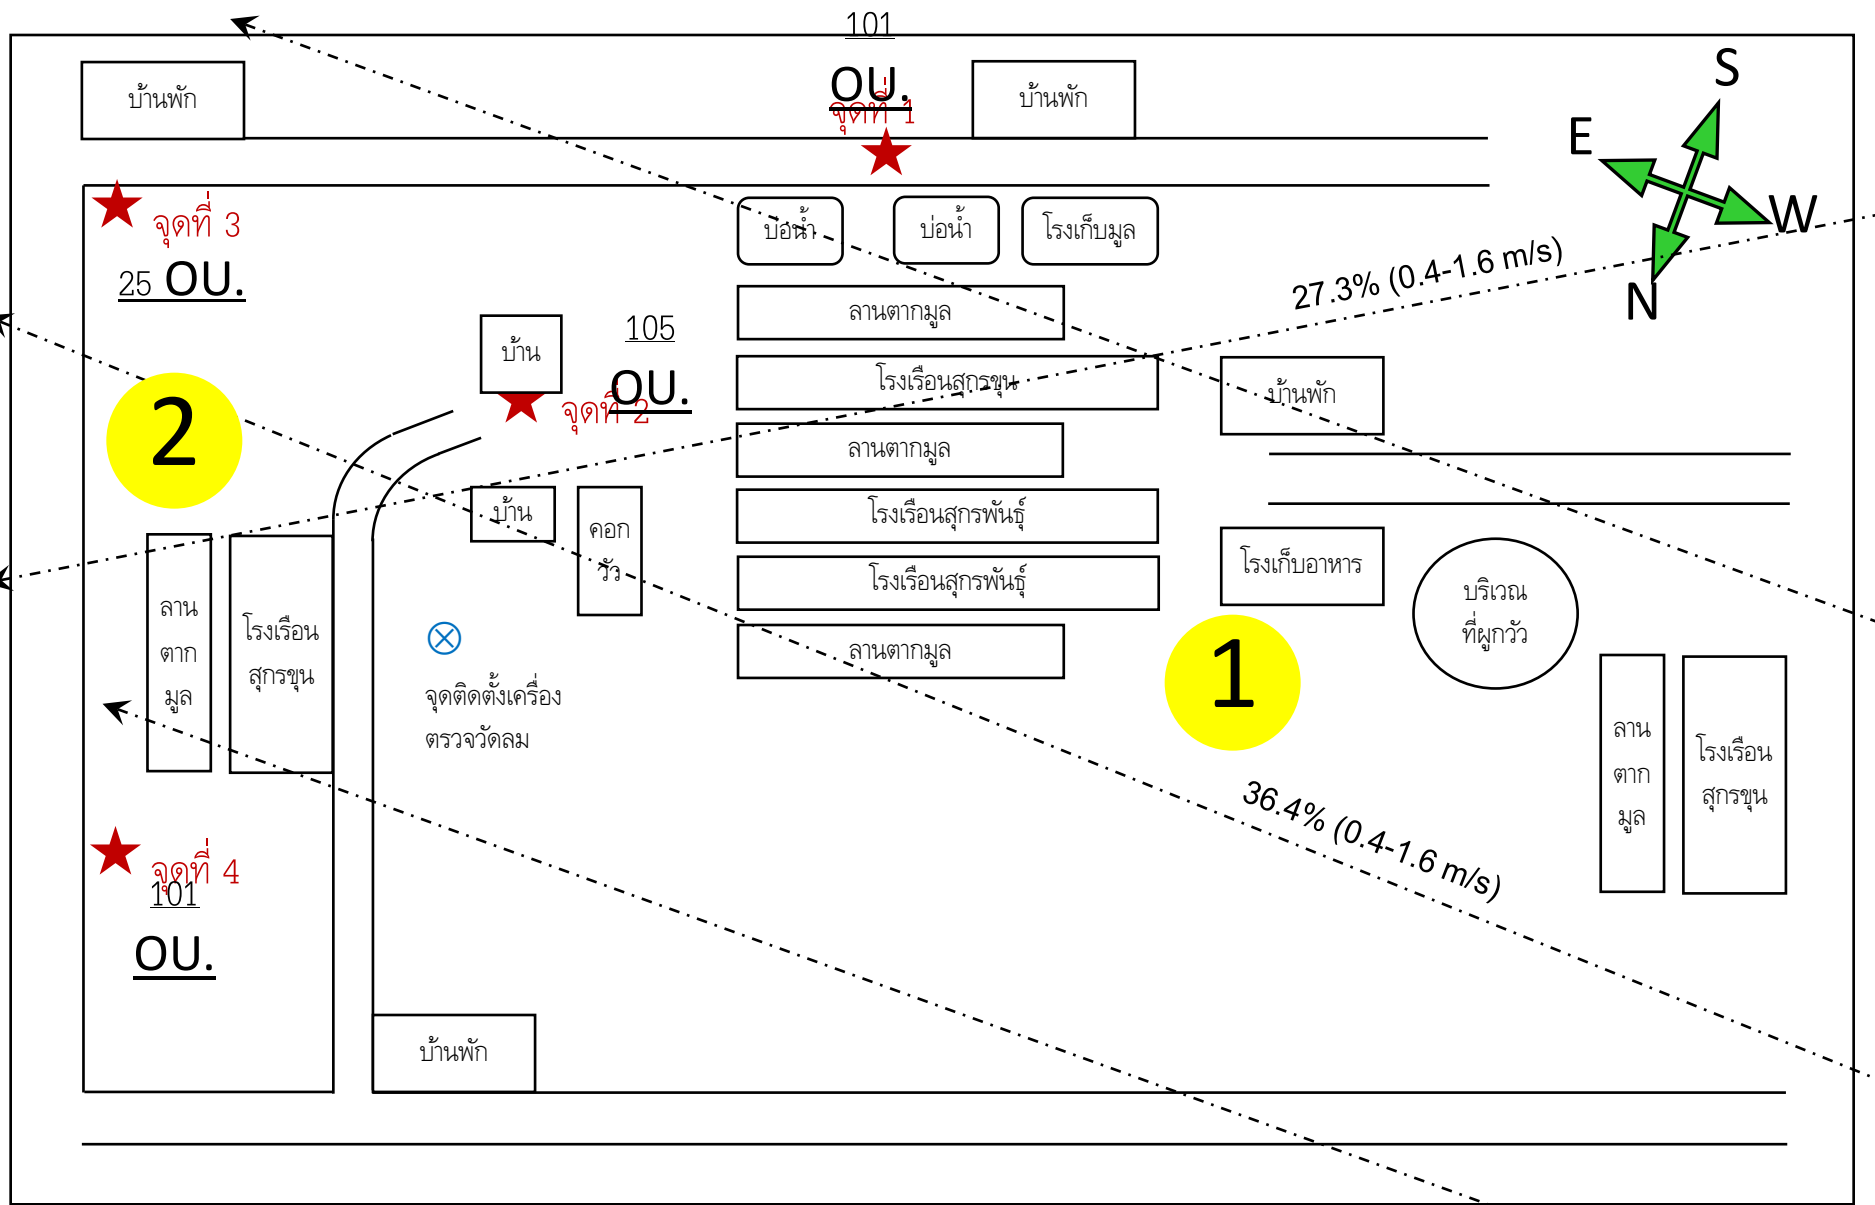 101
OU.
จุดที่ 1
บ้านพัก
บ้านพัก
S
E
W
N
จุดที่ 3
25 OU.
บ่อน้ำ
บ่อน้ำ
โรงเก็บมูล
27.3% (0.4-1.6 m/s)
ลานตากมูล
บ้าน
105
OU.
จุดที่ 2
โรงเรือนสุกรขุน
บ้านพัก
2
ลานตากมูล
บ้าน
คอก
วัว
โรงเรือนสุกรพันธุ์
โรงเก็บอาหาร
โรงเรือนสุกรพันธุ์
บริเวณ
ที่ผูกวัว
ลาน
ตาก
มูล
โรงเรือน
สุกรขุน
ลานตากมูล
1
จุดติดตั้งเครื่อง
ตรวจวัดลม
ลาน
ตาก
มูล
โรงเรือน
สุกรขุน
36.4% (0.4-1.6 m/s)
จุดที่ 4
101
OU.
บ้านพัก